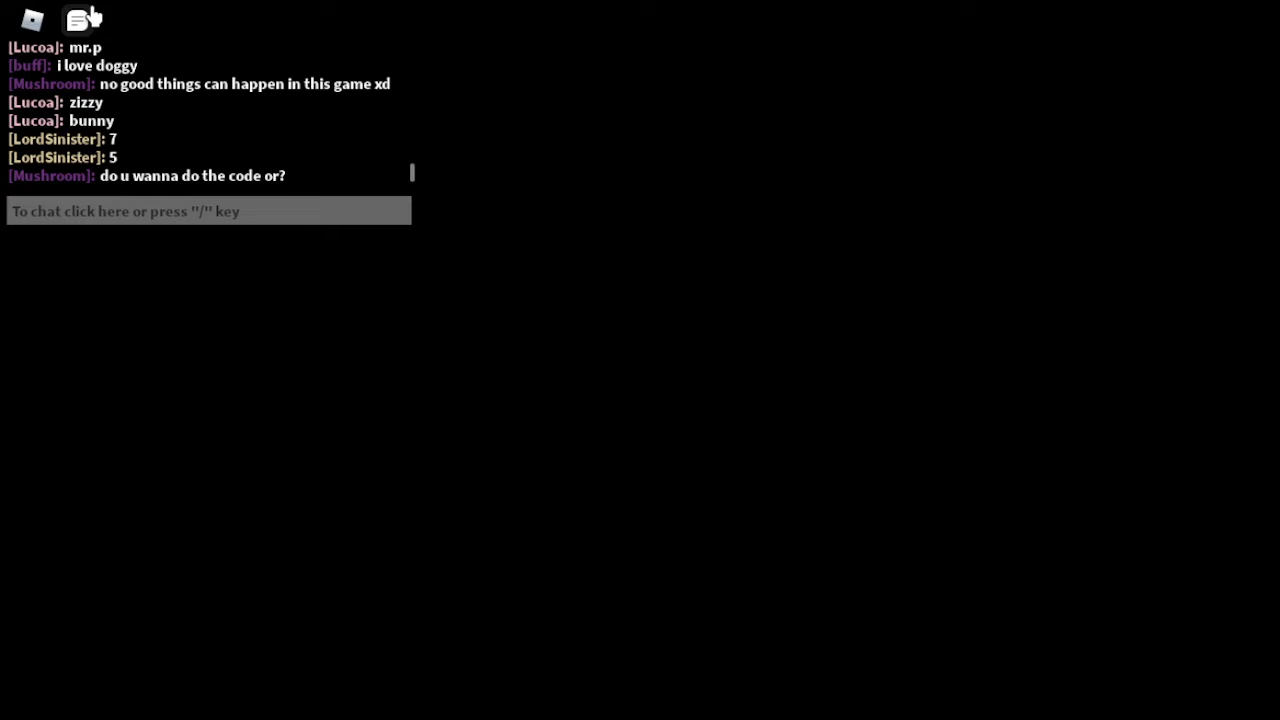 [Lucoa]: mr.p
[buff]: i love doggy
[Mushroom]: no good things can happen in this game xd
[Lucoa]: zizzy
[Lucoa]: bunny
[LordSinister]: 7
[LordSinister]: 5
[Mushroom]: do u wanna do the code or?
To chat click here or press "/" key